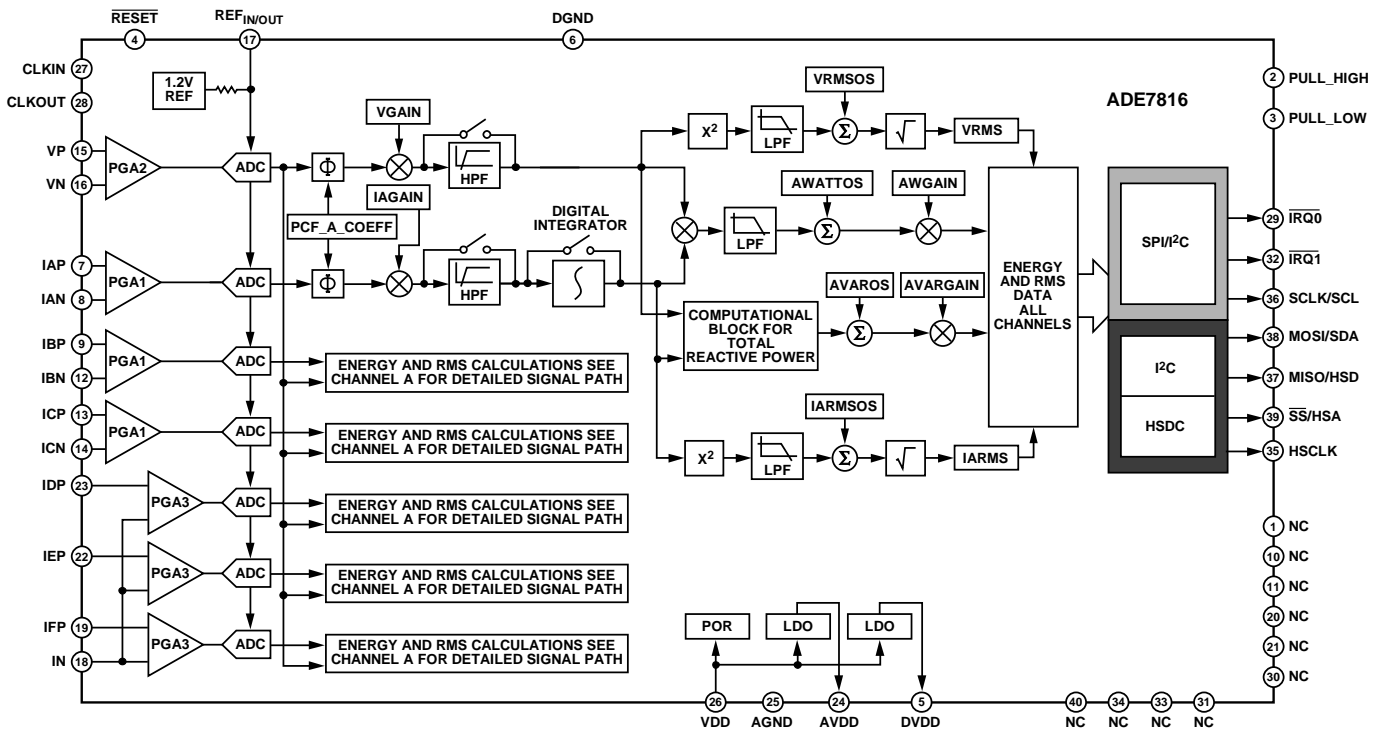 RESET
REFIN/OUT
DGND
4
17
6
CLKIN 27
CLKOUT 28
1.2V
REF
VGAIN
VRMSOS
ADE7816
2 PULL_HIGH
3 PULL_LOW
VP 15
VN 16
PGA2
ADC
Φ
HPF
X²
LPF
Σ
√
VRMS
IAGAIN
PCF_A_COEFF
DIGITAL
INTEGRATOR
AWATTOS
AWGAIN
LPF
Σ
IAP 7
IAN 8
PGA1
ADC
Φ
HPF
∫
AVAROS
AVARGAIN
COMPUTATIONAL
BLOCK FOR
TOTAL
REACTIVE POWER
Σ
ENERGY
AND RMS
DATA
ALL
CHANNELS
SPI/I²C
29 IRQ0
32 IRQ1
36 SCLK/SCL
38 MOSI/SDA
I²C
37 MISO/HSD
39 SS/HSA
HSDC
35 HSCLK
IBP 9
IBN 12
PGA1
ADC
ENERGY AND RMS CALCULATIONS SEE
CHANNEL A FOR DETAILED SIGNAL PATH
ICP 13
ICN 14
PGA1
ADC
ENERGY AND RMS CALCULATIONS SEE
CHANNEL A FOR DETAILED SIGNAL PATH
IARMSOS
X²
LPF
Σ
√
IARMS
IDP 23
PGA3
ADC
ENERGY AND RMS CALCULATIONS SEE
CHANNEL A FOR DETAILED SIGNAL PATH
IEP 22
PGA3
ADC
ENERGY AND RMS CALCULATIONS SEE
CHANNEL A FOR DETAILED SIGNAL PATH
IFP 19
IN 18
PGA3
ADC
ENERGY AND RMS CALCULATIONS SEE
CHANNEL A FOR DETAILED SIGNAL PATH
1 NC
10 NC
11 NC
20 NC
21 NC
30 NC
POR
LDO
LDO
26
25
24
5
40
34
33
31
VDD
AGND
AVDD
DVDD
NC
NC
NC
NC